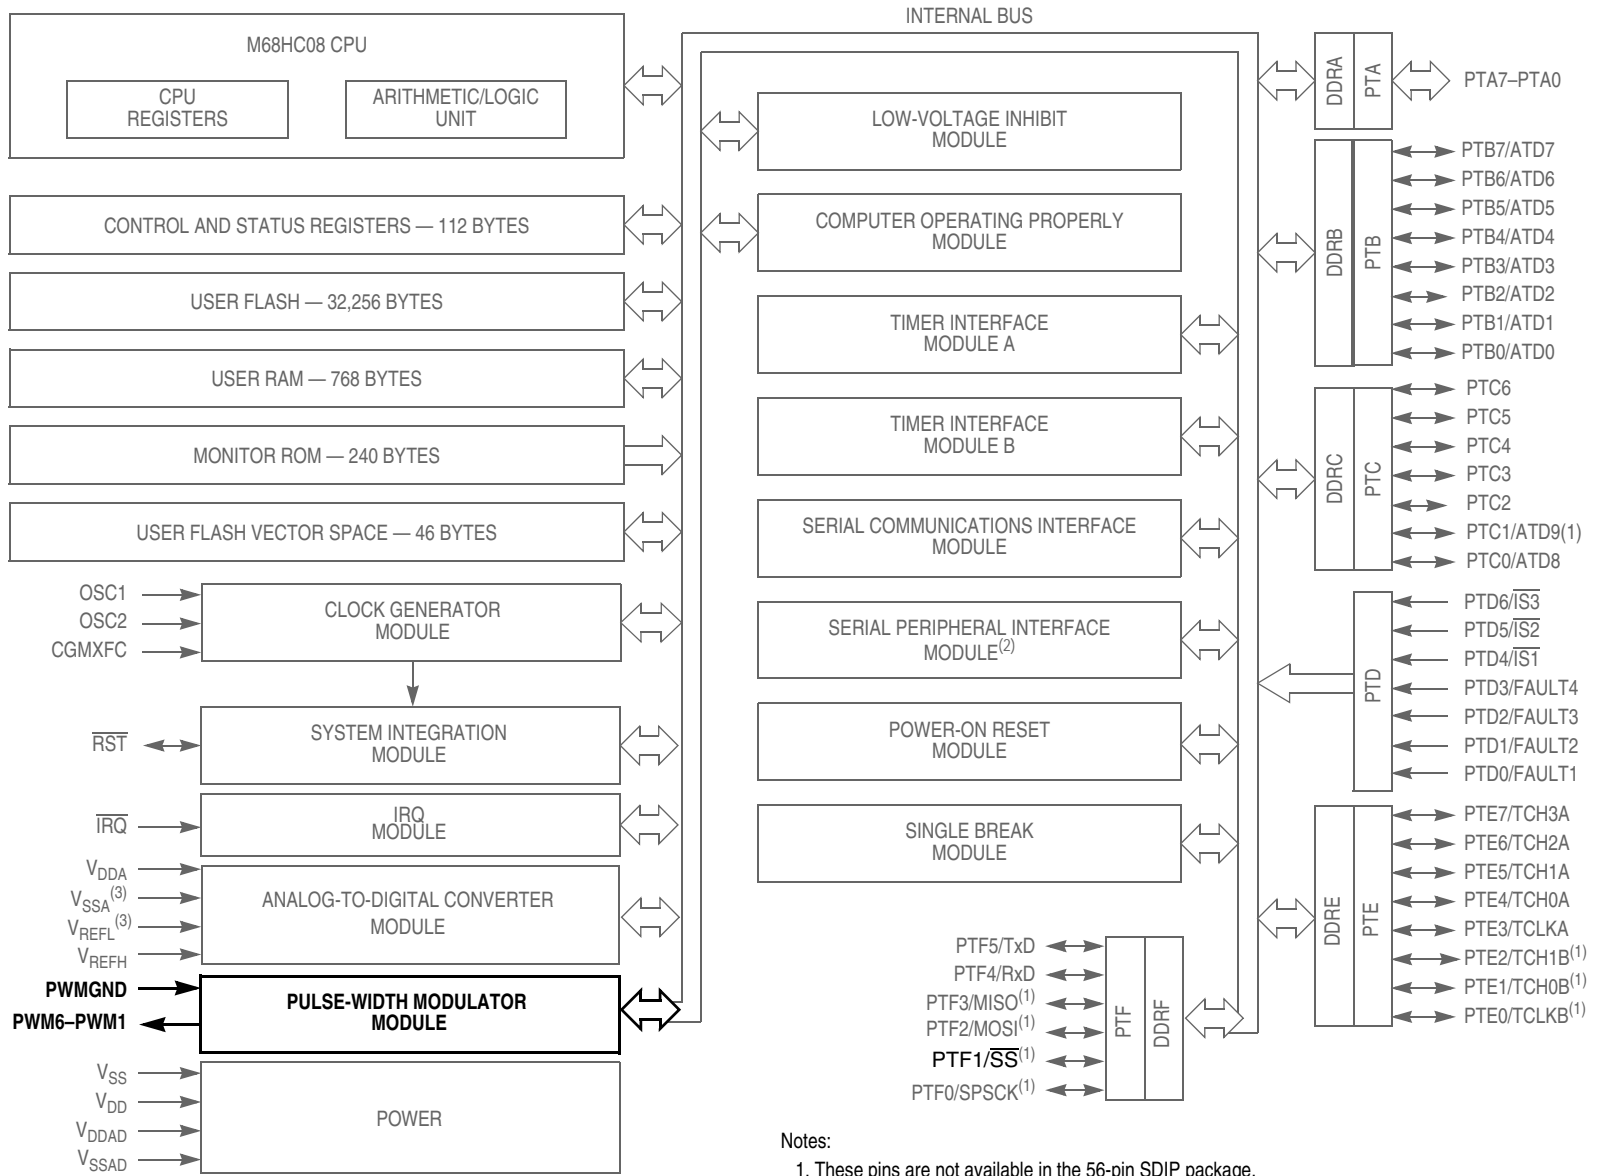 INTERNAL BUS
M68HC08 CPU
CPU
REGISTERS
ARITHMETIC/LOGIC
UNIT
CONTROL AND STATUS REGISTERS — 112 BYTES
USER FLASH — 32,256 BYTES
USER RAM — 768 BYTES
MONITOR ROM — 240 BYTES
USER FLASH VECTOR SPACE — 46 BYTES
OSC1
OSC2
CGMXFC
CLOCK GENERATOR
MODULE
RST
SYSTEM INTEGRATION
MODULE
IRQ
IRQ
MODULE
VDDA
VSSA(3)
VREFL(3)
VREFH
ANALOG-TO-DIGITAL CONVERTER
MODULE
PWMGND
PWM6–PWM1
PULSE-WIDTH MODULATOR
MODULE
VSS
VDD
VDDAD
VSSAD
POWER
LOW-VOLTAGE INHIBIT
MODULE
COMPUTER OPERATING PROPERLY
MODULE
TIMER INTERFACE
MODULE A
TIMER INTERFACE
MODULE B
SERIAL COMMUNICATIONS INTERFACE
MODULE
SERIAL PERIPHERAL INTERFACE
MODULE(2)
POWER-ON RESET
MODULE
SINGLE BREAK
MODULE
PTF5/TxD
PTF4/RxD
PTF3/MISO(1)
PTF2/MOSI(1)
PTF1/SS(1)
PTF0/SPSCK(1)
PTF
DDRF
DDRA
PTA
PTA7–PTA0
DDRB
PTB
PTB7/ATD7
PTB6/ATD6
PTB5/ATD5
PTB4/ATD4
PTB3/ATD3
PTB2/ATD2
PTB1/ATD1
PTB0/ATD0
DDRC
PTC
PTC6
PTC5
PTC4
PTC3
PTC2
PTC1/ATD9(1)
PTC0/ATD8
PTD
PTD6/IS3
PTD5/IS2
PTD4/IS1
PTD3/FAULT4
PTD2/FAULT3
PTD1/FAULT2
PTD0/FAULT1
DDRE
PTE
PTE7/TCH3A
PTE6/TCH2A
PTE5/TCH1A
PTE4/TCH0A
PTE3/TCLKA
PTE2/TCH1B(1)
PTE1/TCH0B(1)
PTE0/TCLKB(1)
Notes:
1. These pins are not available in the 56-pin SDIP package.